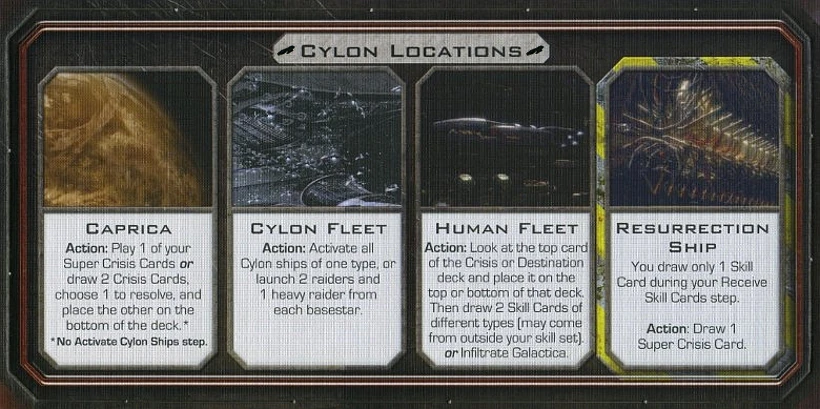 CYLON LOCATIONS
CAPRICA
Action: Play 1 of your
Super Crisis Cards or
draw 2 Crisis Cards,
choose 1 to resolve, and
place the other on the
bottom of the deck.*
*No Activate Cylon Ships step.
CYLON FLEET
Action: Activate all
Cylon ships of one type, or
launch 2 raiders and
1 heavy raider from
each basestar.
HUMAN FLEET
Action: Look at the top card
of the Crisis or Destination
deck and place it on the
top or bottom of that deck.
Then draw 2 Skill Cards of
different types (may come
from outside your skill set).
or Infiltrate Galactica.
RESURRECTION
SHIP
You draw only 1 Skill
Card during your Receive
Skill Cards step.
Action: Draw 1
Super Crisis Card.